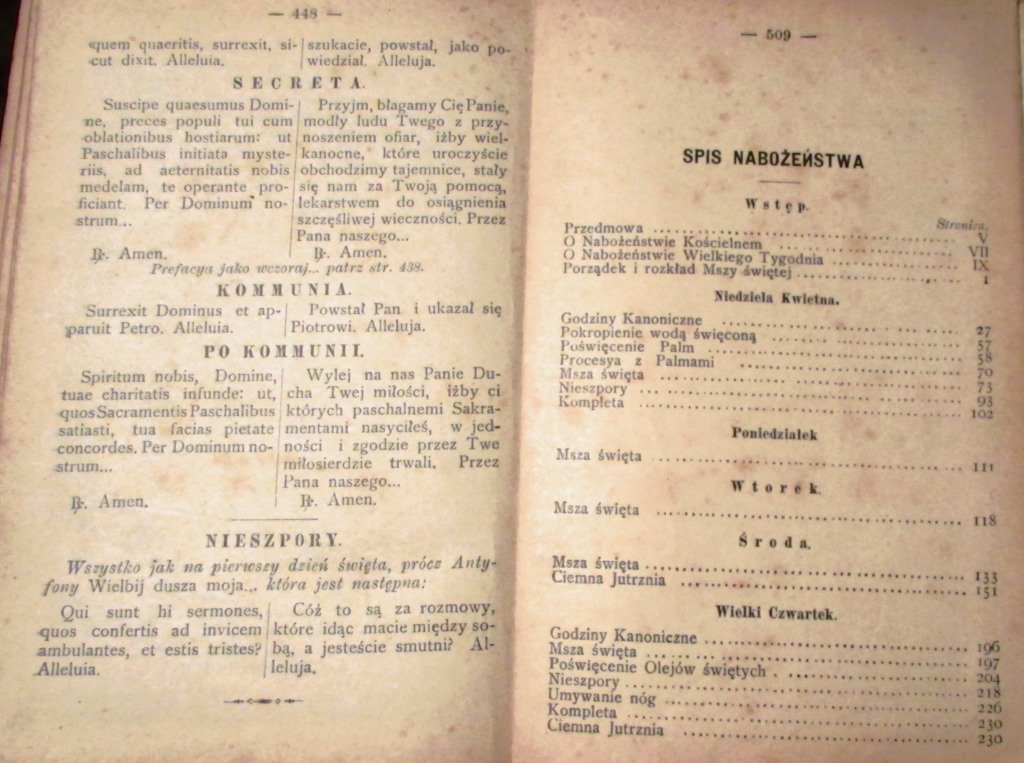 — 448 —
quem quaeritis, surrexit, si-
cut dixit. Alleluia.
szukacie, powstał, jako po-
wiedział. Alleluja.
SECRETA.
Suscipe quaesumus Domi-
ne, preces populi tui cum
oblationibus hostiarum: ut
Paschalibus initiata myste-
riis, ad aeternitatis nobis
medelam, te operante pro-
ficiant. Per Dominum no-
strum...
℟. Amen.
Przyjm, błagamy Cię Panie,
modły ludu Twego z przy-
noszeniem ofiar, iżby wiel-
kanocne, które uroczyście
obchodzimy tajemnice, stały
się nam za Twoją pomocą,
lekarstwem do osiągnienia
szczęśliwej wieczności. Przez
Pana naszego...
℟. Amen.
Prefacya jako wczoraj... patrz str. 438.
KOMMUNIA.
Surrexit Dominus et ap-
paruit Petro. Alleluia.
Powstał Pan i ukazał się
Piotrowi. Alleluja.
PO KOMMUNII.
Spiritum nobis, Domine,
tuae charitatis infunde: ut,
quos Sacramentis Paschalibus
satiasti, tua facias pietate
concordes. Per Dominum no-
strum...
℟. Amen.
Wylej na nas Panie Du-
cha Twej miłości, iżby ci
których paschalnemi Sakra-
mentami nasyciłeś, w jed-
ności i zgodzie przez Twe
miłosierdzie trwali. Przez
Pana naszego...
℟. Amen.
NIESZPORY.
Wszystko jak na pierwszy dzień święta, prócz Anty-
fony Wielbij dusza moja... która jest następna:
Qui sunt hi sermones,
quos confertis ad invicem
ambulantes, et estis tristes?
Alleluia.
Cóż to są za rozmowy,
które idąc macie między so-
bą, a jesteście smutni? Al-
leluja.
— 509 —
SPIS NABOŻEŃSTWA
Wstęp.
Stronica.
Przedmowa ... V
O Nabożeństwie Kościelnem ... VII
O Nabożeństwie Wielkiego Tygodnia ... IX
Porządek i rozkład Mszy świętej ... 1
Niedziela Kwietna.
Godziny Kanoniczne ... 27
Pokropienie wodą święconą ... 57
Poświęcenie Palm ... 58
Procesya z Palmami ... 70
Msza święta ... 73
Nieszpory ... 93
Kompleta ... 102
Poniedziałek
Msza święta ... 111
Wtorek.
Msza święta ... 118
Środa.
Msza święta ... 133
Ciemna Jutrznia ... 151
Wielki Czwartek.
Godziny Kanoniczne ... 196
Msza święta ... 197
Poświęcenie Olejów świętych ... 204
Nieszpory ... 218
Umywanie nóg ... 226
Kompleta ... 230
Ciemna Jutrznia ... 230